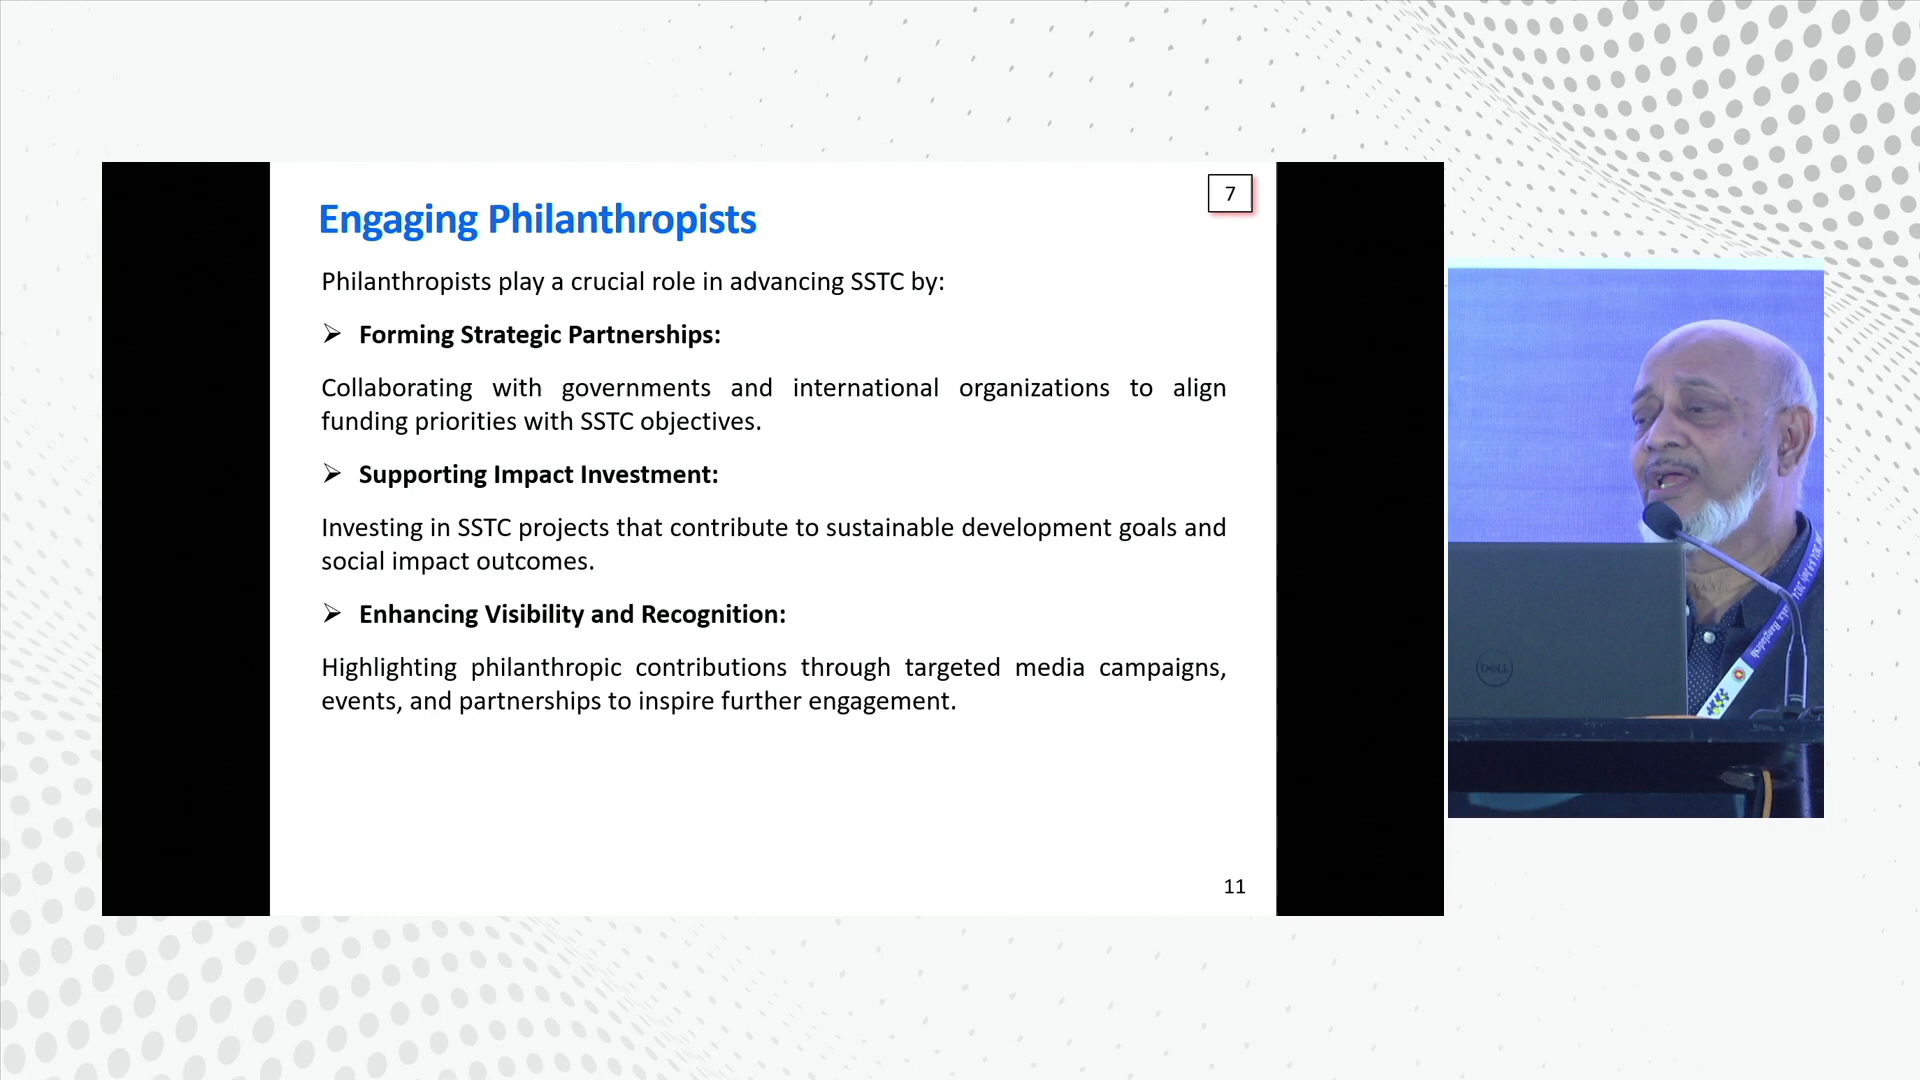 7
Engaging Philanthropists
Philanthropists play a crucial role in advancing SSTC by:
➢ Forming Strategic Partnerships:
Collaborating with governments and international organizations to align
funding priorities with SSTC objectives.
➢ Supporting Impact Investment:
Investing in SSTC projects that contribute to sustainable development goals and
social impact outcomes.
➢ Enhancing Visibility and Recognition:
Highlighting philanthropic contributions through targeted media campaigns,
events, and partnerships to inspire further engagement.
11
DELL
Bangladesh